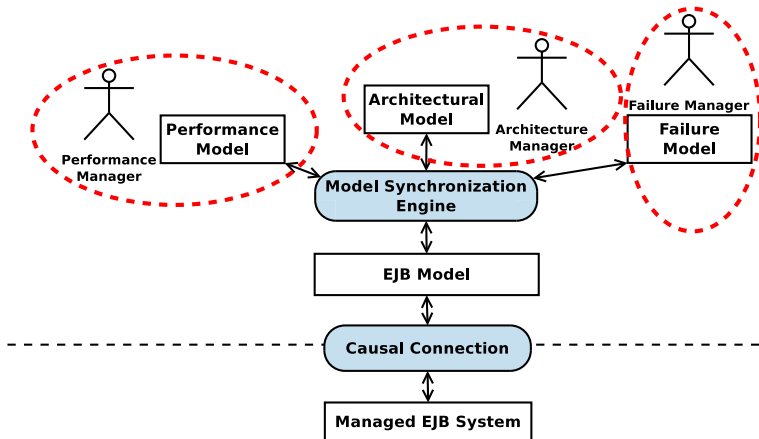 Performance
Manager
Performance
Model
Architectural
Model
Architecture
Manager
Failure Manager
Failure
Model
Model Synchronization
Engine
EJB Model
Causal Connection
Managed EJB System